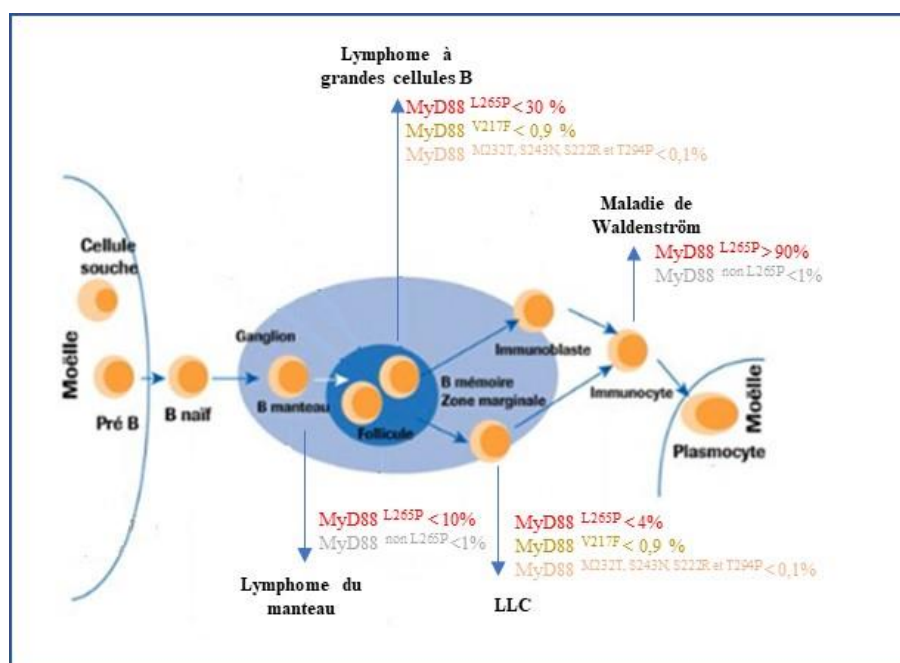 Lymphome à
grandes cellules B
MyD88 L265P < 30 %
MyD88 V217F < 0,9 %
MyD88 M232T, S243N, S222R et T294P < 0,1%
Maladie de
Waldenström
MyD88 L265P > 90%
MyD88 non L265P <1%
Cellule
souche
Moëlle
Pré B
B naïf
Ganglion
B manteau
Follicule
B mémoire
Zone marginale
Immunoblaste
Immunocyte
Plasmocyte
Moëlle
MyD88 L265P < 10%
MyD88 non L265P <1%
Lymphome du
manteau
MyD88 L265P < 4%
MyD88 V217F < 0,9 %
MyD88 M232T, S243N, S222R et T294P < 0,1%
LLC